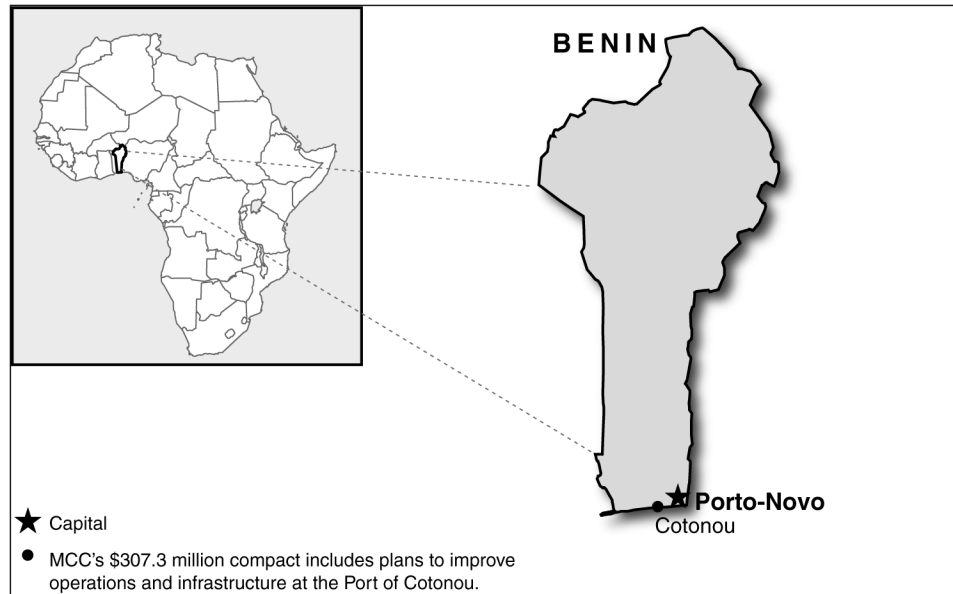 BENIN
Porto-Novo
Cotonou
Capital
MCC's $307.3 million compact includes plans to improve
operations and infrastructure at the Port of Cotonou.